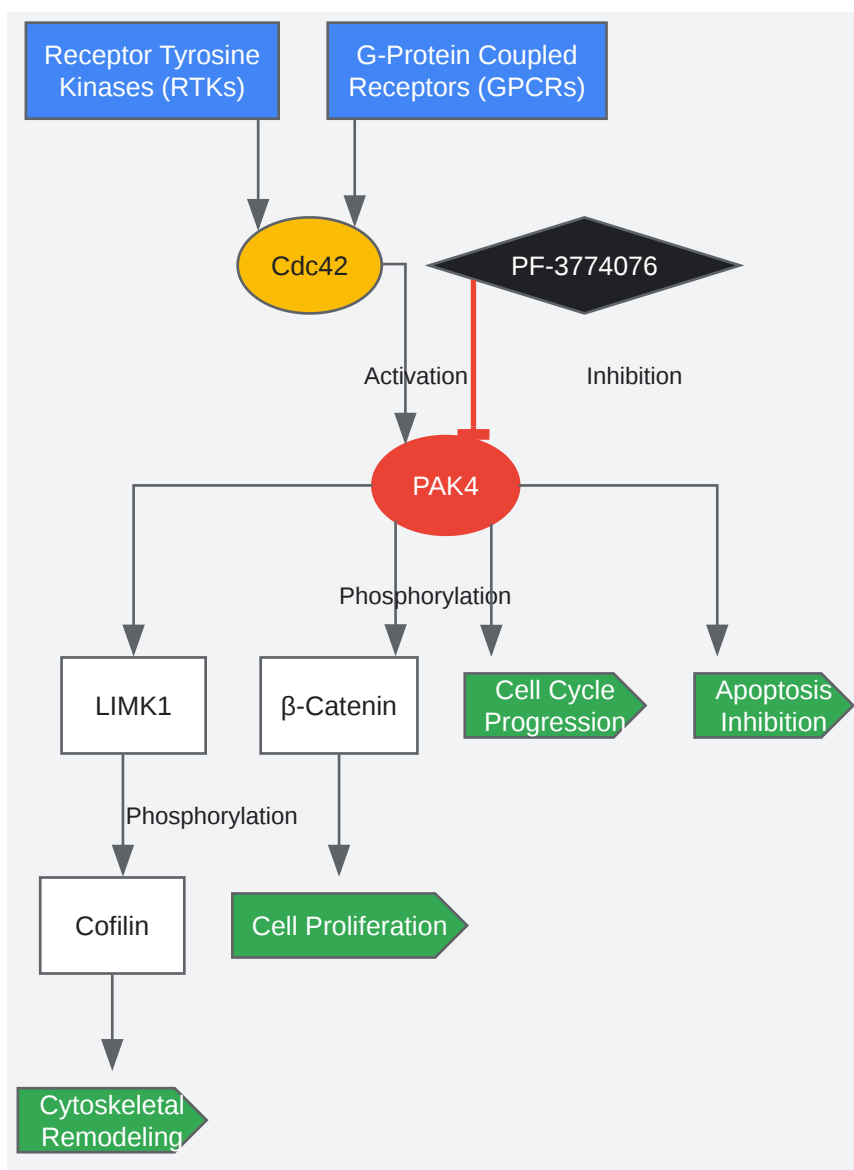 Receptor Tyrosine
Kinases (RTKs)
G-Protein Coupled
Receptors (GPCRs)
Cdc42
PF-3774076
Activation
Inhibition
PAK4
Phosphorylation
LIMK1
β-Catenin
Cell Cycle
Progression
Apoptosis
Inhibition
Phosphorylation
Cofilin
Cell Proliferation
Cytoskeletal
Remodeling